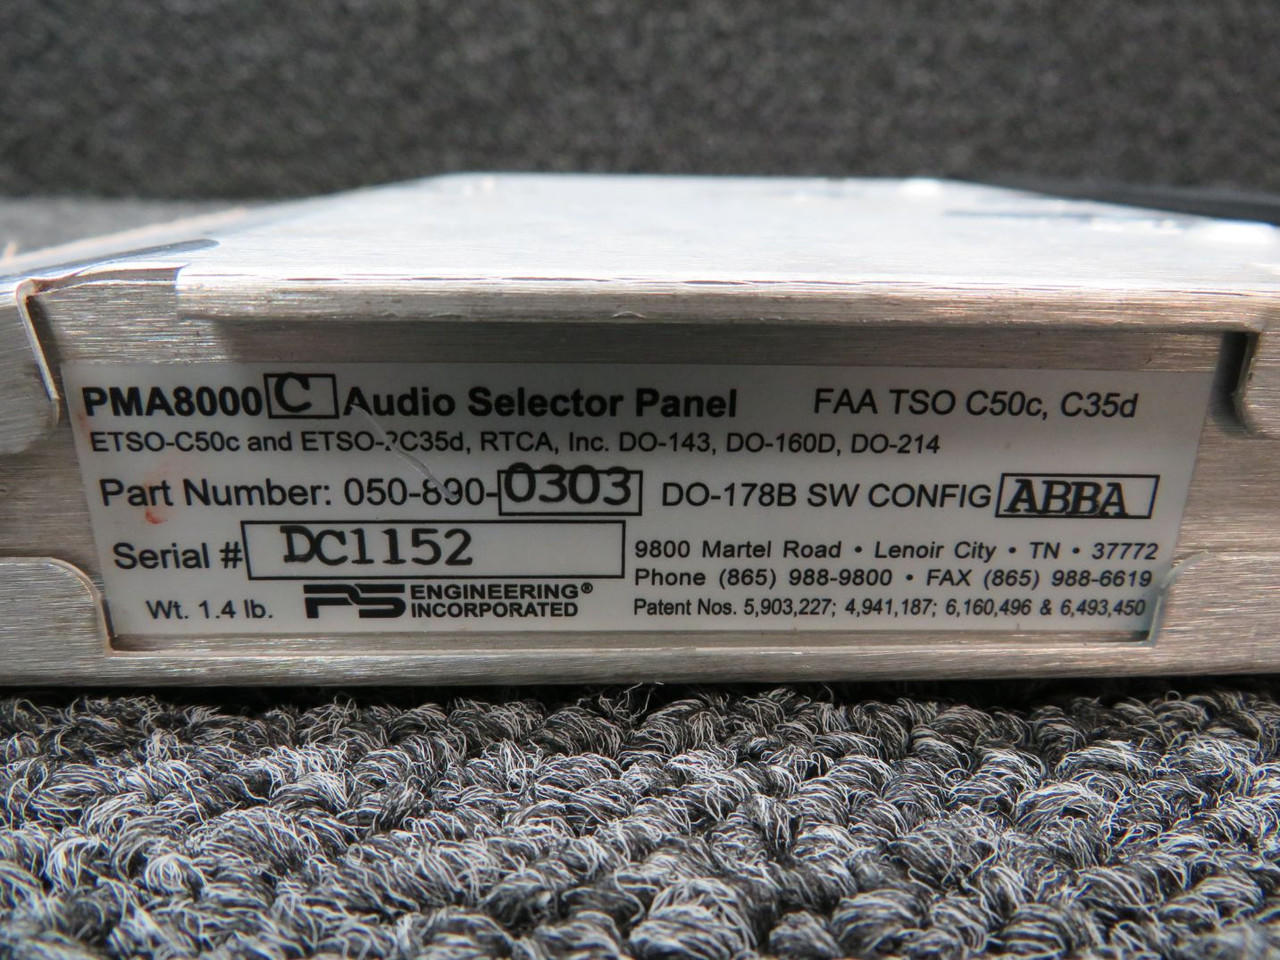 PMA8000 C Audio Selector Panel FAA TSO C50c, C35d
ETSO-C50c and ETSO-2C35d, RTCA, Inc. DO-143, DO-160D, DO-214
Part Number: 050-890-0303 DO-178B SW CONFIG ABBA
Serial # DC1152
9800 Martel Road • Lenoir City • TN • 37772
Phone (865) 988-9800 • FAX (865) 988-6619
Wt. 1.4 lb. PS ENGINEERING® INCORPORATED
Patent Nos. 5,903,227; 4,941,187; 6,160,496 & 6,493,450